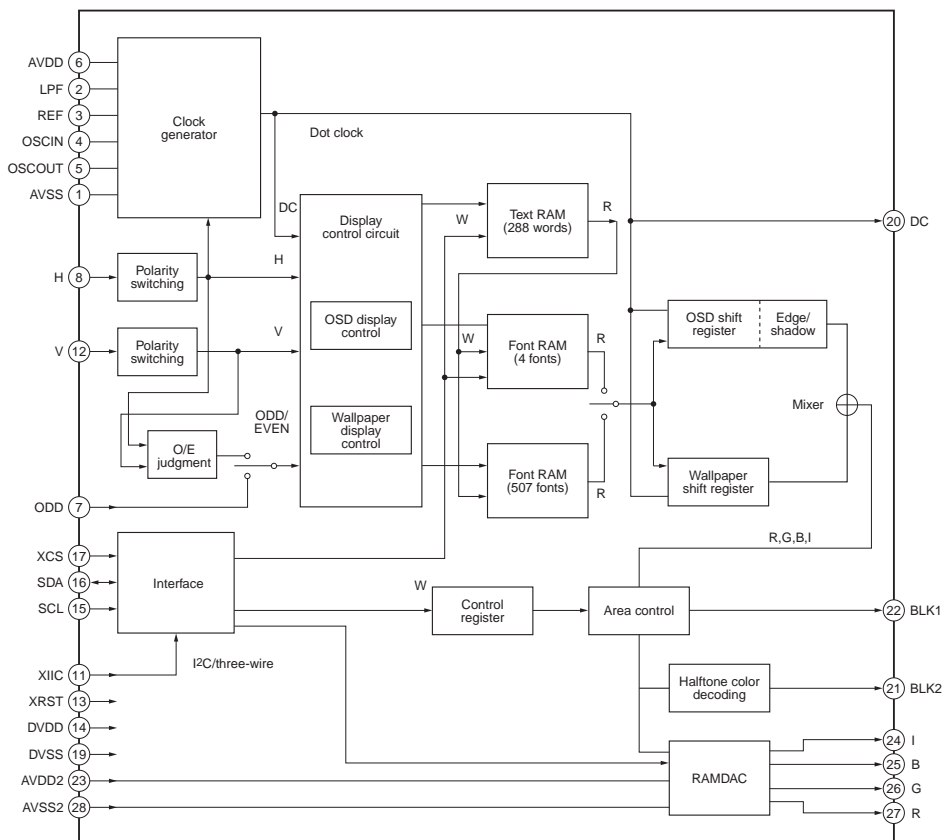 AVDD 6
LPF 2
REF 3
OSCIN 4
OSCOUT 5
AVSS 1
Clock
generator
Dot clock
DC
Display
control circuit
W
Text RAM
(288 words)
R
20 DC
H 8
Polarity
switching
H
OSD display
control
V 12
Polarity
switching
V
W
Font RAM
(4 fonts)
R
OSD shift
register
Edge/
shadow
Mixer
ODD/
EVEN
Wallpaper
display
control
O/E
judgment
Font RAM
(507 fonts)
R
Wallpaper
shift register
ODD 7
R,G,B,I
XCS 17
SDA 16
SCL 15
Interface
W
Control
register
Area control
22 BLK1
XIIC 11
I2C/three-wire
Halftone color
decoding
21 BLK2
XRST 13
DVDD 14
DVSS 19
AVDD2 23
AVSS2 28
RAMDAC
24 I
25 B
26 G
27 R